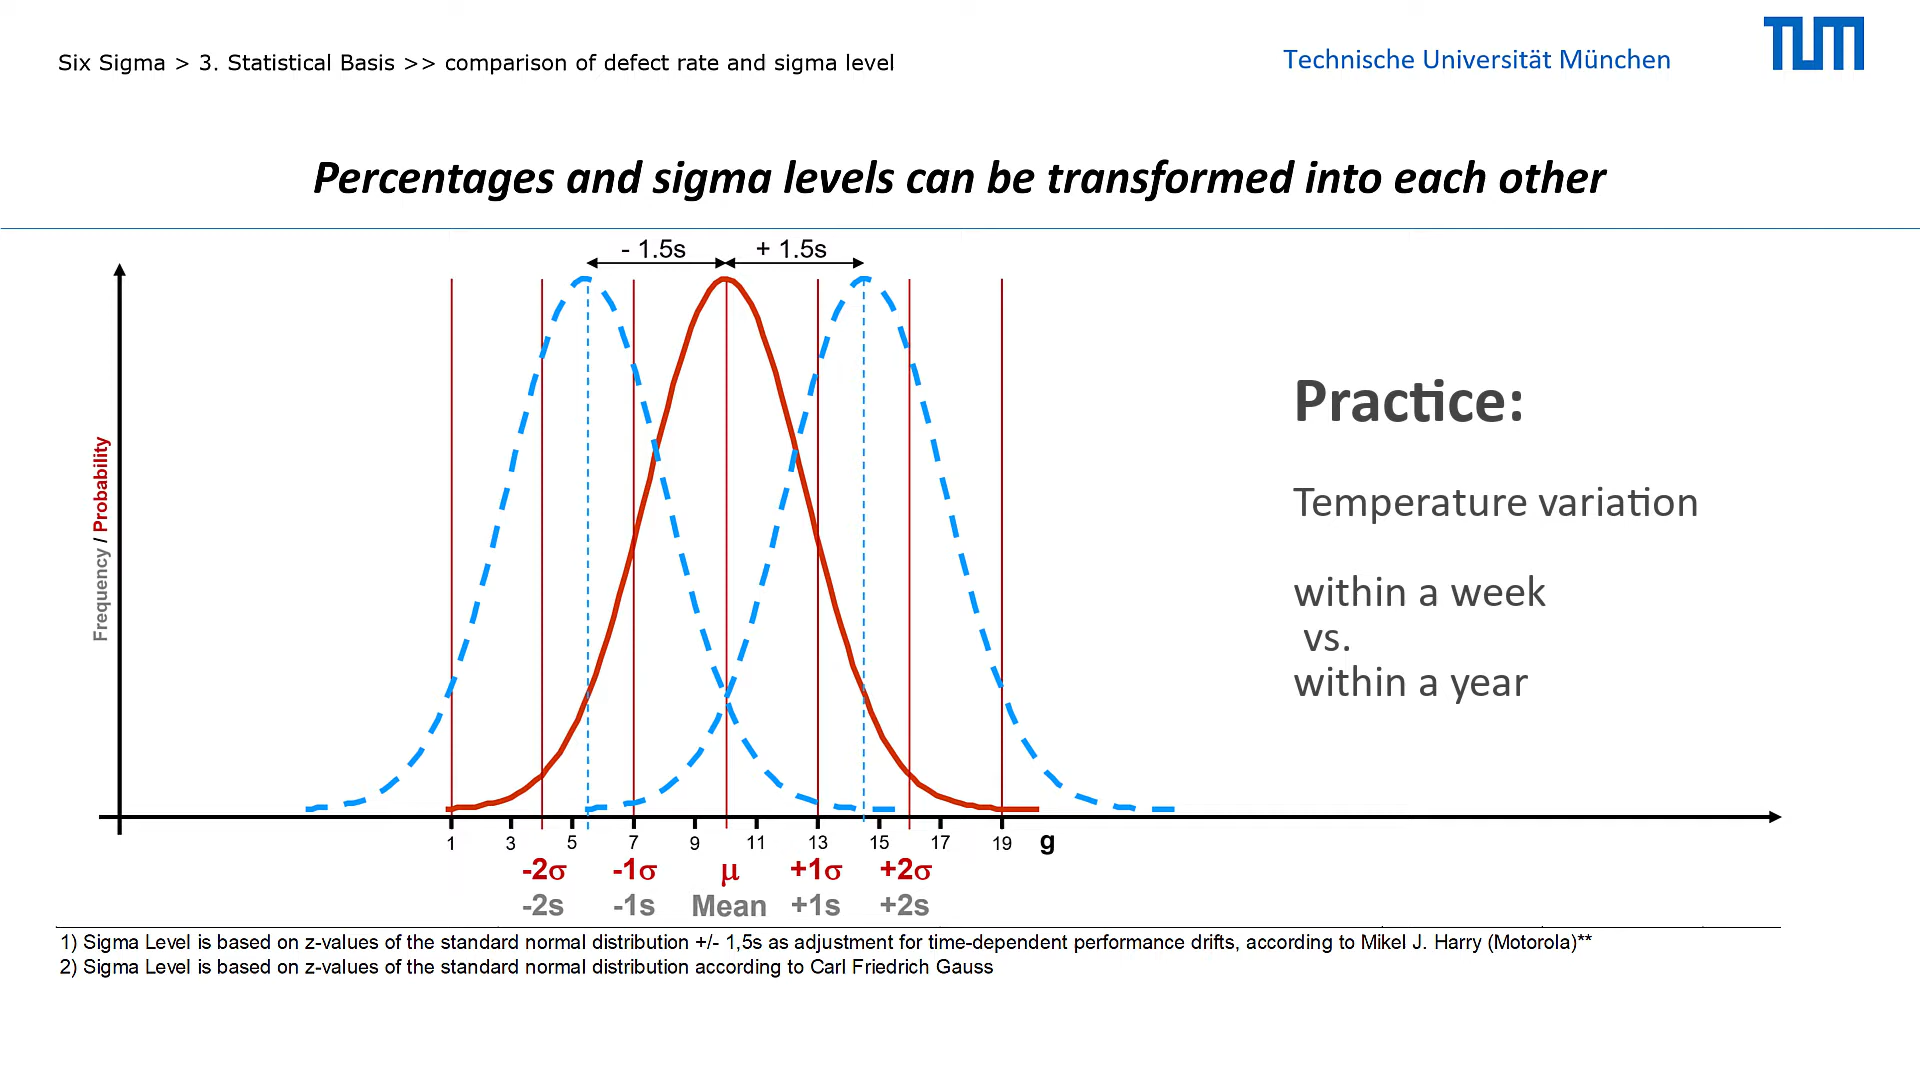 Six Sigma > 3. Statistical Basis >> comparison of defect rate and sigma level
Technische Universität München
TUM
Percentages and sigma levels can be transformed into each other
- 1.5s
+ 1.5s
Frequency / Probability
Practice:
Temperature variation
within a week
vs.
within a year
1 3 5 7 9 11 13 15 17 19 g
-2σ -1σ μ +1σ +2σ
-2s -1s Mean +1s +2s
1) Sigma Level is based on z-values of the standard normal distribution +/- 1,5s as adjustment for time-dependent performance drifts, according to Mikel J. Harry (Motorola)**
2) Sigma Level is based on z-values of the standard normal distribution according to Carl Friedrich Gauss